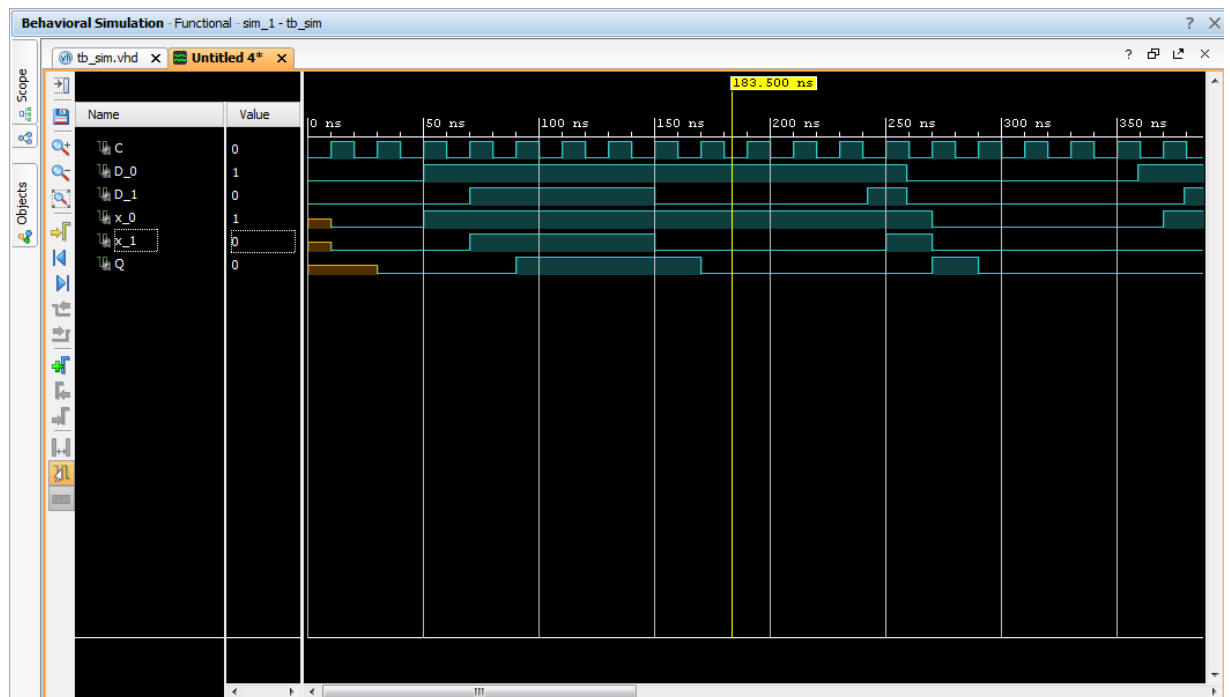 Behavioral Simulation - Functional - sim_1 - tb_sim
? ×
tb_sim.vhd × Untitled 4* ×
?
×
Scope
Objects
183.500 ns
Name Value
0 ns 50 ns 100 ns 150 ns 200 ns 250 ns 300 ns 350 ns
C 0
D_0 1
D_1 0
x_0 1
x_1 0
Q 0